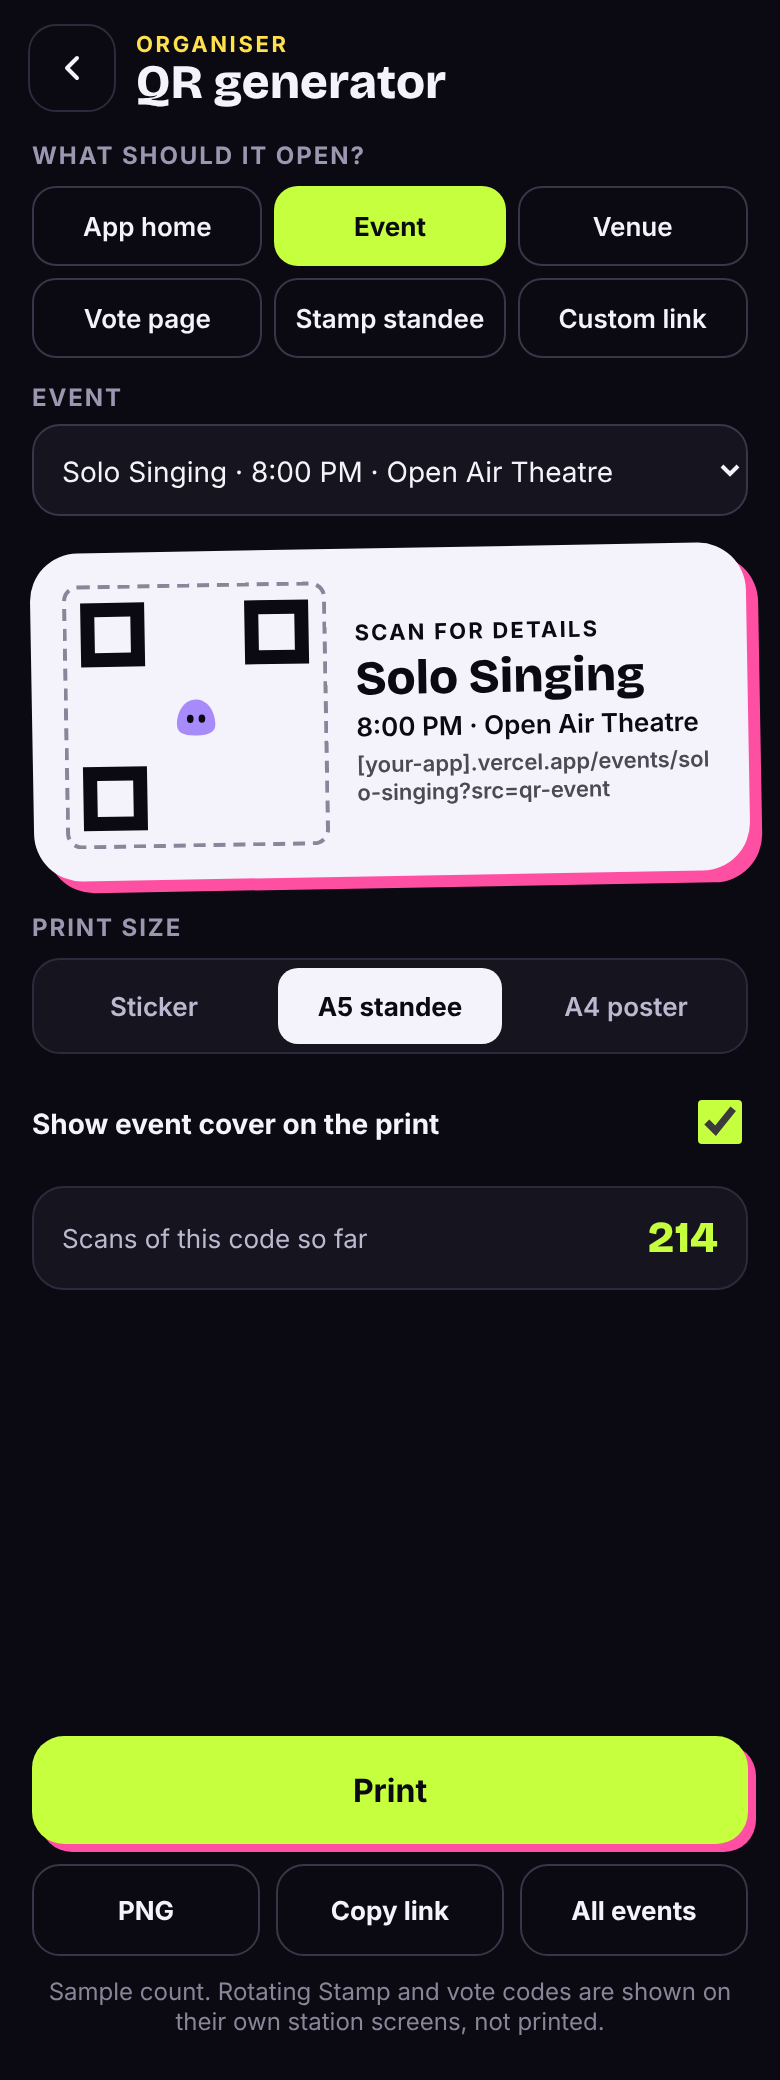 ORGANISER
QR generator
WHAT SHOULD IT OPEN?
App home
Event
Venue
Vote page
Stamp standee
Custom link
EVENT
Solo Singing · 8:00 PM · Open Air Theatre
SCAN FOR DETAILS
Solo Singing
8:00 PM · Open Air Theatre
[your-app].vercel.app/events/sol
o-singing?src=qr-event
PRINT SIZE
Sticker
A5 standee
A4 poster
Show event cover on the print
Scans of this code so far
214
Print
PNG
Copy link
All events
Sample count. Rotating Stamp and vote codes are shown on
their own station screens, not printed.